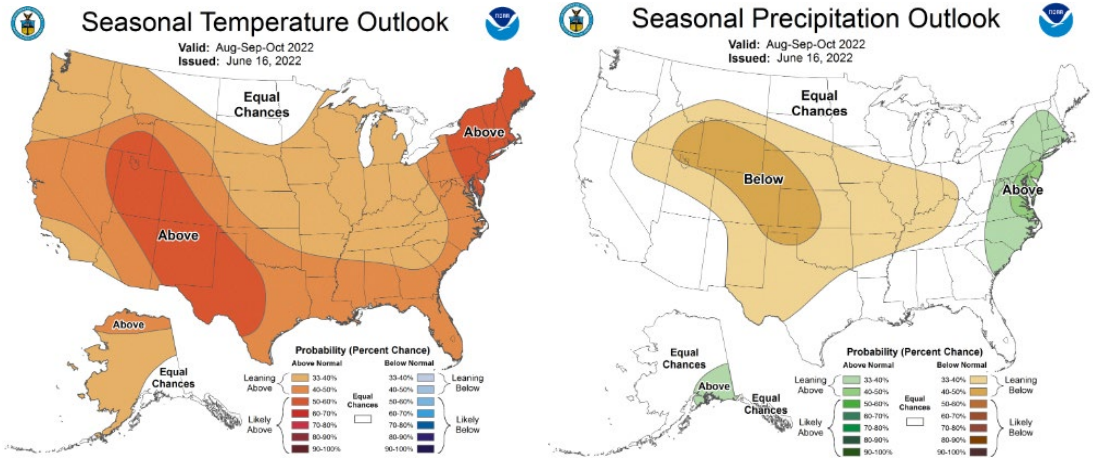 Seasonal Temperature Outlook
Valid: Aug-Sep-Oct 2022
Issued: June 16, 2022
NOAA
Equal
Chances
Above
Above
Above
Equal
Chances
Probability (Percent Chance)
Above Normal
Below Normal
Leaning
Above
33-40%
40-50%
Likely
Above
50-60%
60-70%
70-80%
80-90%
90-100%
Equal
Chances
33-40%
40-50%
Leaning
Below
50-60%
60-70%
70-80%
80-90%
90-100%
Likely
Below
Seasonal Precipitation Outlook
Valid: Aug-Sep-Oct 2022
Issued: June 16, 2022
NOAA
Equal
Chances
Below
Above
Equal
Chances
Above
Equal
Chances
Probability (Percent Chance)
Above Normal
Below Normal
Leaning
Above
33-40%
40-50%
Likely
Above
50-60%
60-70%
70-80%
80-90%
90-100%
Equal
Chances
33-40%
40-50%
Leaning
Below
50-60%
60-70%
70-80%
80-90%
90-100%
Likely
Below